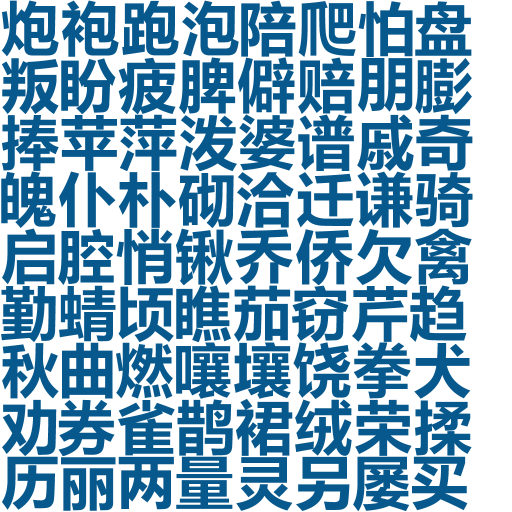 炮袍跑泡陪爬怕盘
叛盼疲脾僻赔朋膨
捧苹萍泼婆谱戚奇
魄仆朴砌洽迁谦骑
启腔悄锹乔侨欠禽
勤蜻顷瞧茄窃芹趋
秋曲燃嚷壤饶拳犬
劝券雀鹊裙绒荣揉
历丽两量灵另屡买